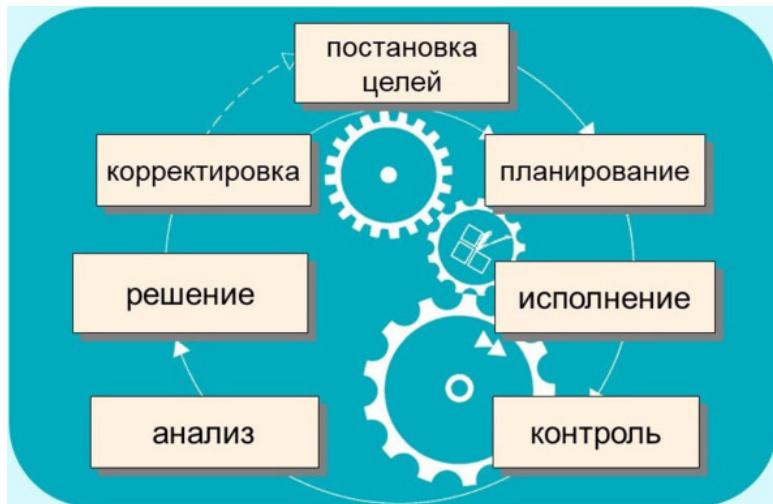 постановка
целей
планирование
исполнение
контроль
анализ
решение
корректировка